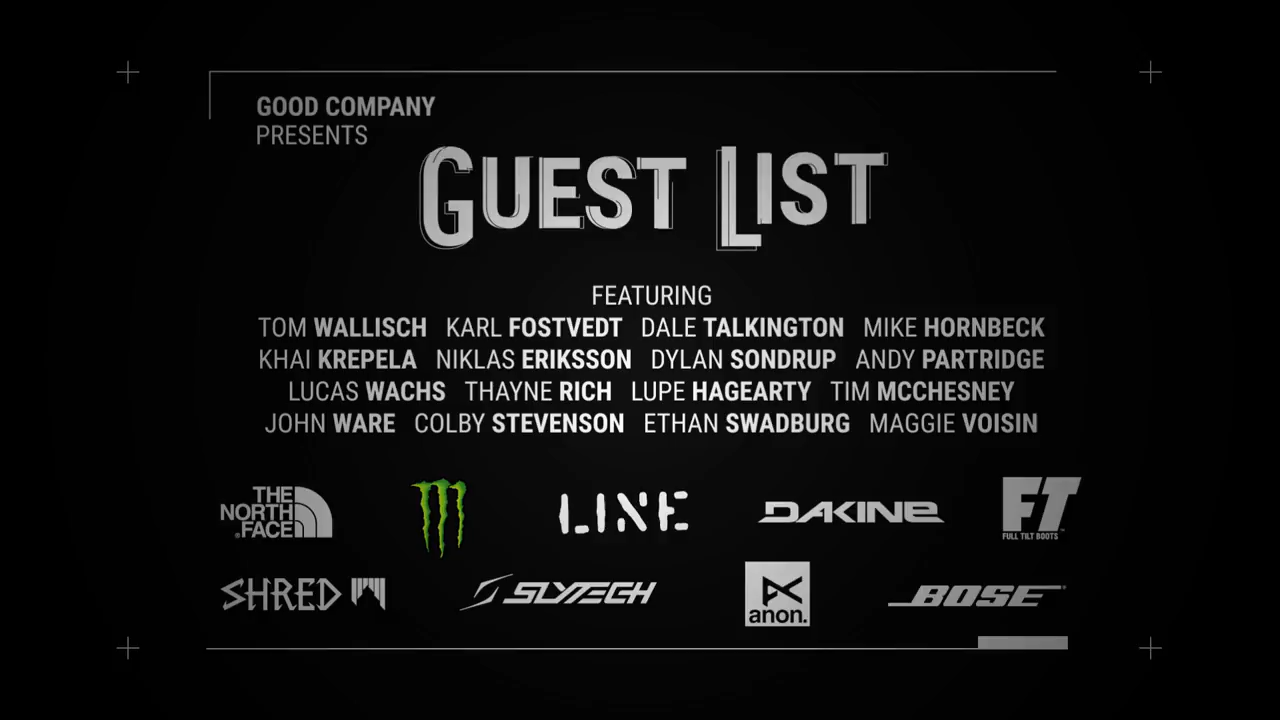 GOOD COMPANY
PRESENTS
GUEST LIST
FEATURING
TOM WALLISCH KARL FOSTVEDT DALE TALKINGTON MIKE HORNBECK
KHAI KREPELA NIKLAS ERIKSSON DYLAN SONDRUP ANDY PARTRIDGE
LUCAS WACHS THAYNE RICH LUPE HAGEARTY TIM MCCHESNEY
JOHN WARE COLBY STEVENSON ETHAN SWADBURG MAGGIE VOISIN
THE
NORTH
FACE®
LINE
DAKINE
FT™
FULL TILT BOOTS
SHRED
SLYTECH
anon.
BOSE®